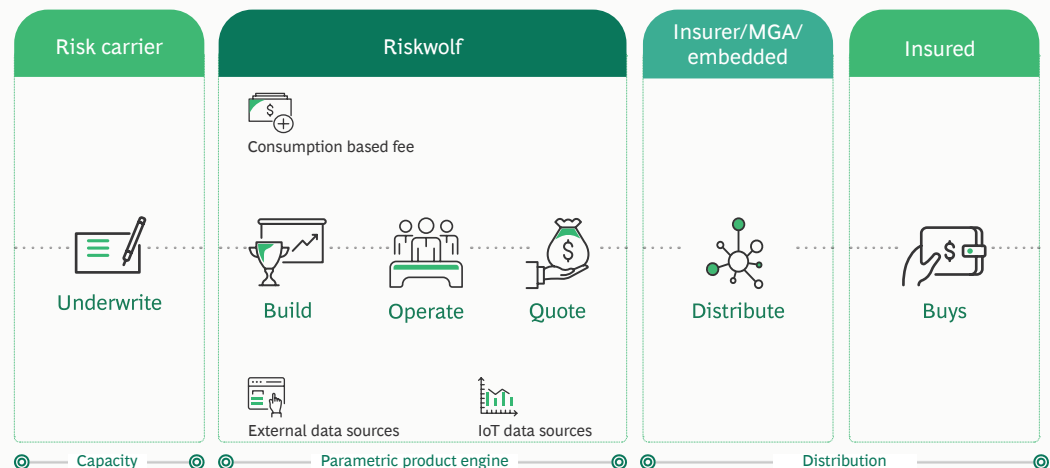 Risk carrier
Riskwolf
Insurer/MGA/
embedded
Insured
$
Consumption based fee
$
$
Underwrite
Build
Operate
Quote
Distribute
Buys
External data sources
IoT data sources
Capacity
Parametric product engine
Distribution